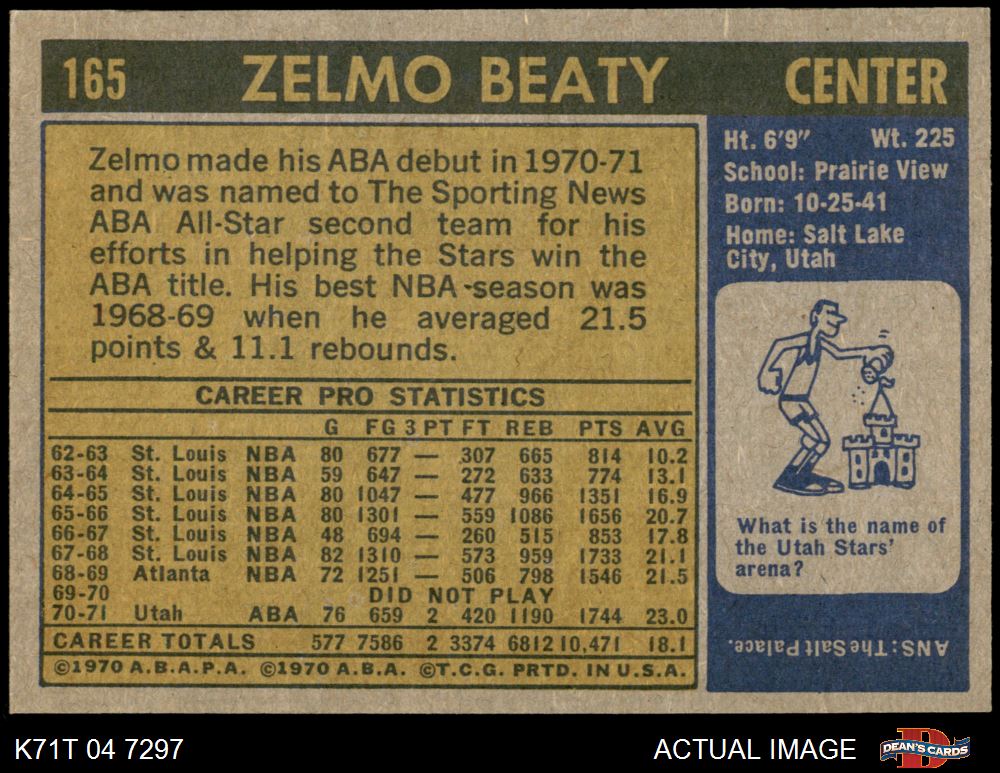 165 ZELMO BEATY CENTER
Zelmo made his ABA debut in 1970-71
and was named to The Sporting News
ABA All-Star second team for his
efforts in helping the Stars win the
ABA title. His best NBA season was
1968-69 when he averaged 21.5
points & 11.1 rebounds.
CAREER PRO STATISTICS
G FG 3 PT FT REB PTS AVG
62-63 St. Louis NBA 80 677 — 307 665 814 10.2
63-64 St. Louis NBA 59 647 — 272 633 774 13.1
64-65 St. Louis NBA 80 1047 — 477 966 1351 16.9
65-66 St. Louis NBA 80 1301 — 559 1086 1656 20.7
66-67 St. Louis NBA 48 694 — 260 515 853 17.8
67-68 St. Louis NBA 82 1310 — 573 959 1733 21.1
68-69 Atlanta NBA 72 1251 — 506 798 1546 21.5
69-70 DID NOT PLAY
70-71 Utah ABA 76 659 2 420 1190 1744 23.0
CAREER TOTALS 577 7586 2 3374 6812 10,471 18.1
©1970 A.B.A.P.A. ©1970 A.B.A. ©T.C.G. PRTD. IN U.S.A.
Ht. 6'9" Wt. 225
School: Prairie View
Born: 10-25-41
Home: Salt Lake
City, Utah
What is the name of
the Utah Stars'
arena?
ANS: The Salt Palace.
K71T 04 7297 ACTUAL IMAGE DEAN'S CARDS